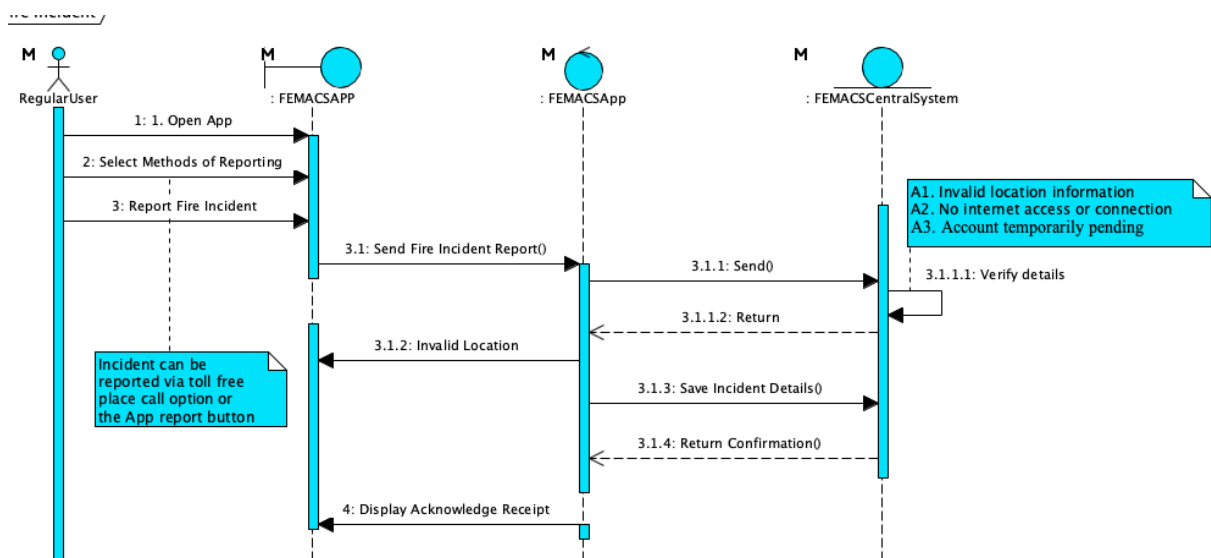 M
M
M
M
RegularUser
: FEMACSAPP
: FEMACSApp
: FEMACSCentralSystem
1: 1. Open App
2: Select Methods of Reporting
A1. Invalid location information
A2. No internet access or connection
A3. Account temporarily pending
3: Report Fire Incident
3.1: Send Fire Incident Report()
3.1.1: Send()
3.1.1.1: Verify details
3.1.1.2: Return
3.1.2: Invalid Location
Incident can be
reported via toll free
place call option or
the App report button
3.1.3: Save Incident Details()
3.1.4: Return Confirmation()
4: Display Acknowledge Receipt